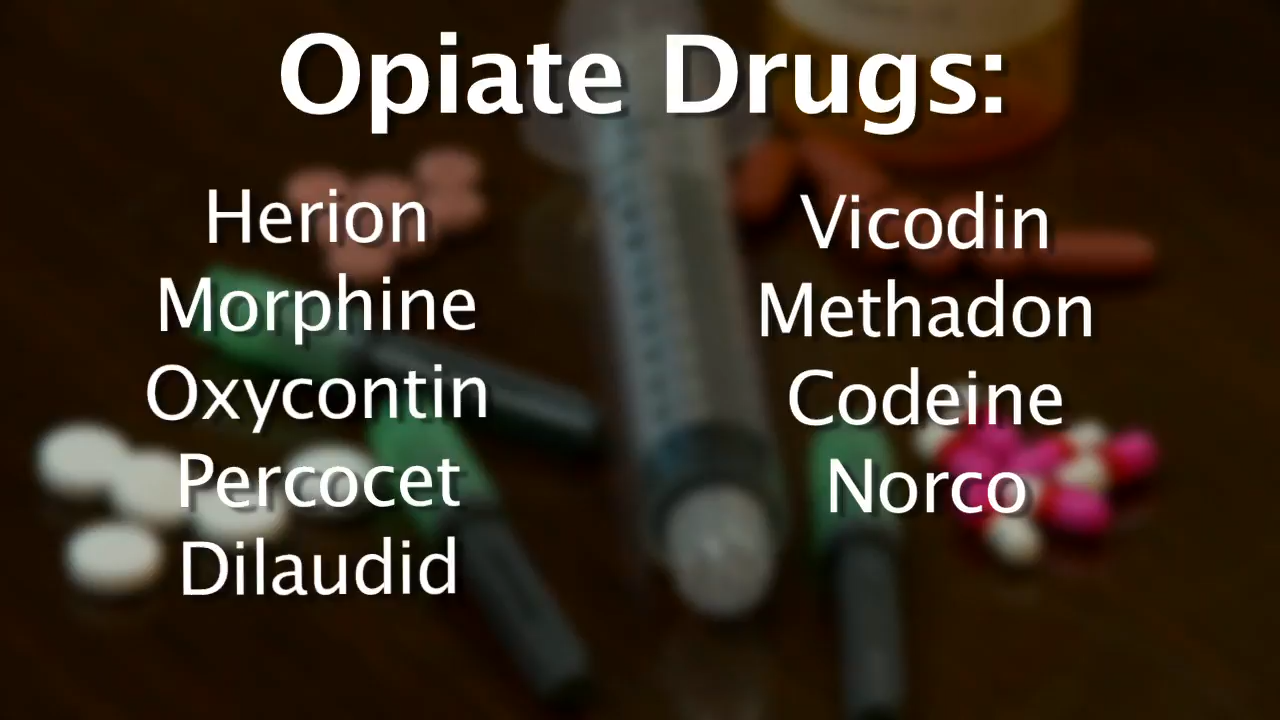 Opiate Drugs:
Herion
Morphine
Oxycontin
Percocet
Dilaudid
Vicodin
Methadon
Codeine
Norco